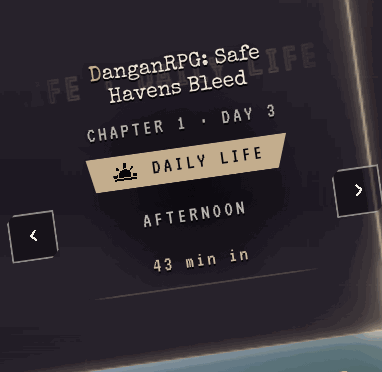 DanganRPG: Safe
Havens Bleed
CHAPTER 1 · DAY 3
DAILY LIFE
AFTERNOON
43 min in